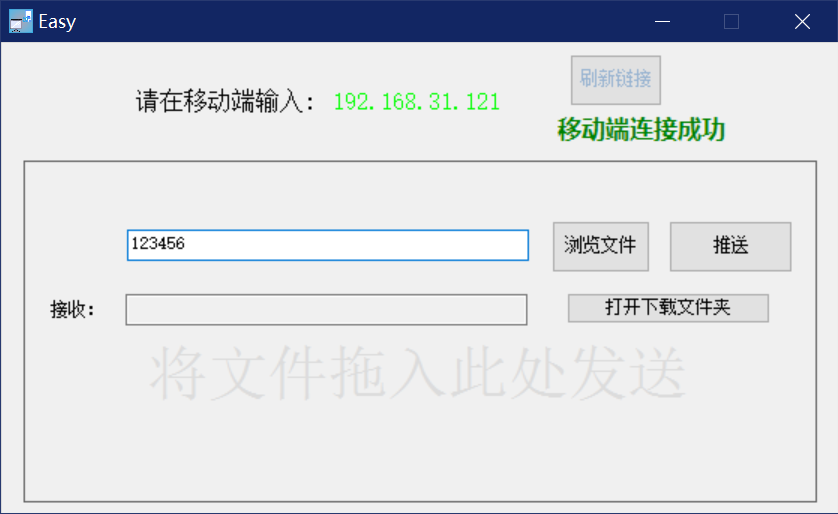 Easy
请在移动端输入: 192.168.31.121
刷新链接
移动端连接成功
123456
浏览文件
推送
接收:
打开下载文件夹
将文件拖入此处发送